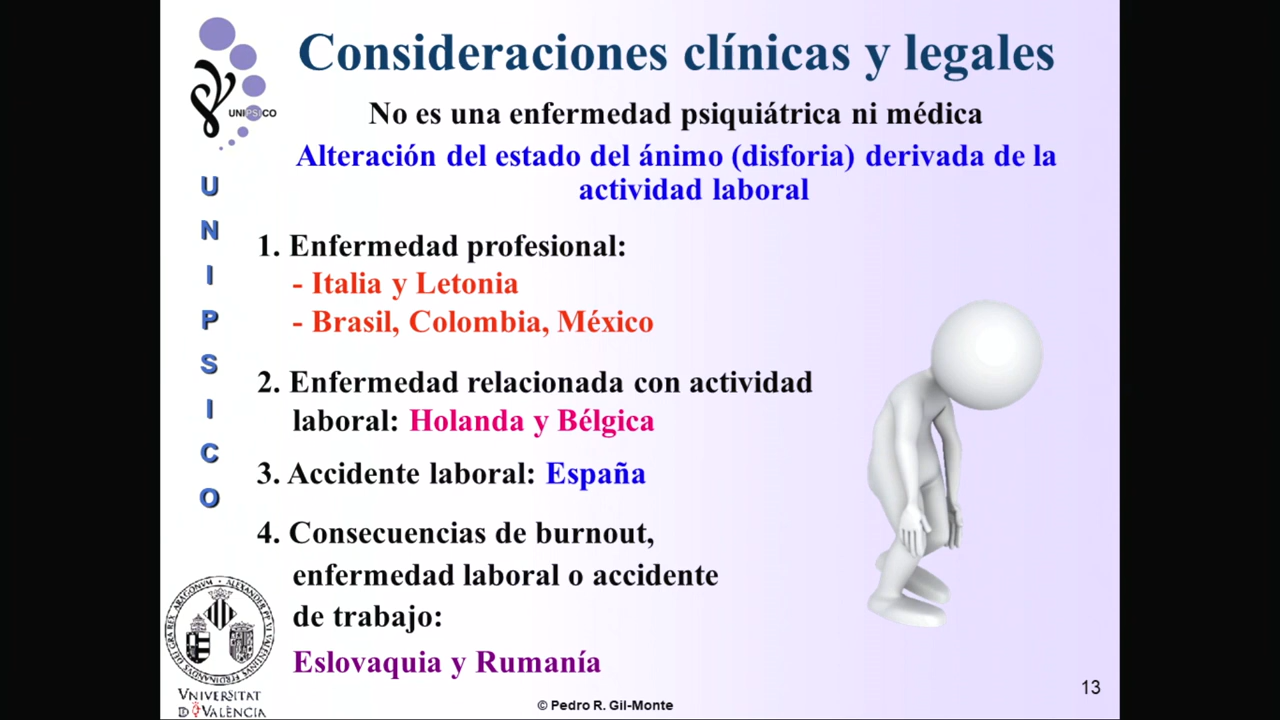 Consideraciones clínicas y legales
UNIPSICO
No es una enfermedad psiquiátrica ni médica
Alteración del estado del ánimo (disforia) derivada de la
actividad laboral
U
N
I
P
S
I
C
O
1. Enfermedad profesional:
- Italia y Letonia
- Brasil, Colombia, México
2. Enfermedad relacionada con actividad
laboral: Holanda y Bélgica
3. Accidente laboral: España
4. Consecuencias de burnout,
enfermedad laboral o accidente
de trabajo:
Eslovaquia y Rumanía
VNIVERSITAT
D VALÈNCIA
© Pedro R. Gil-Monte
13